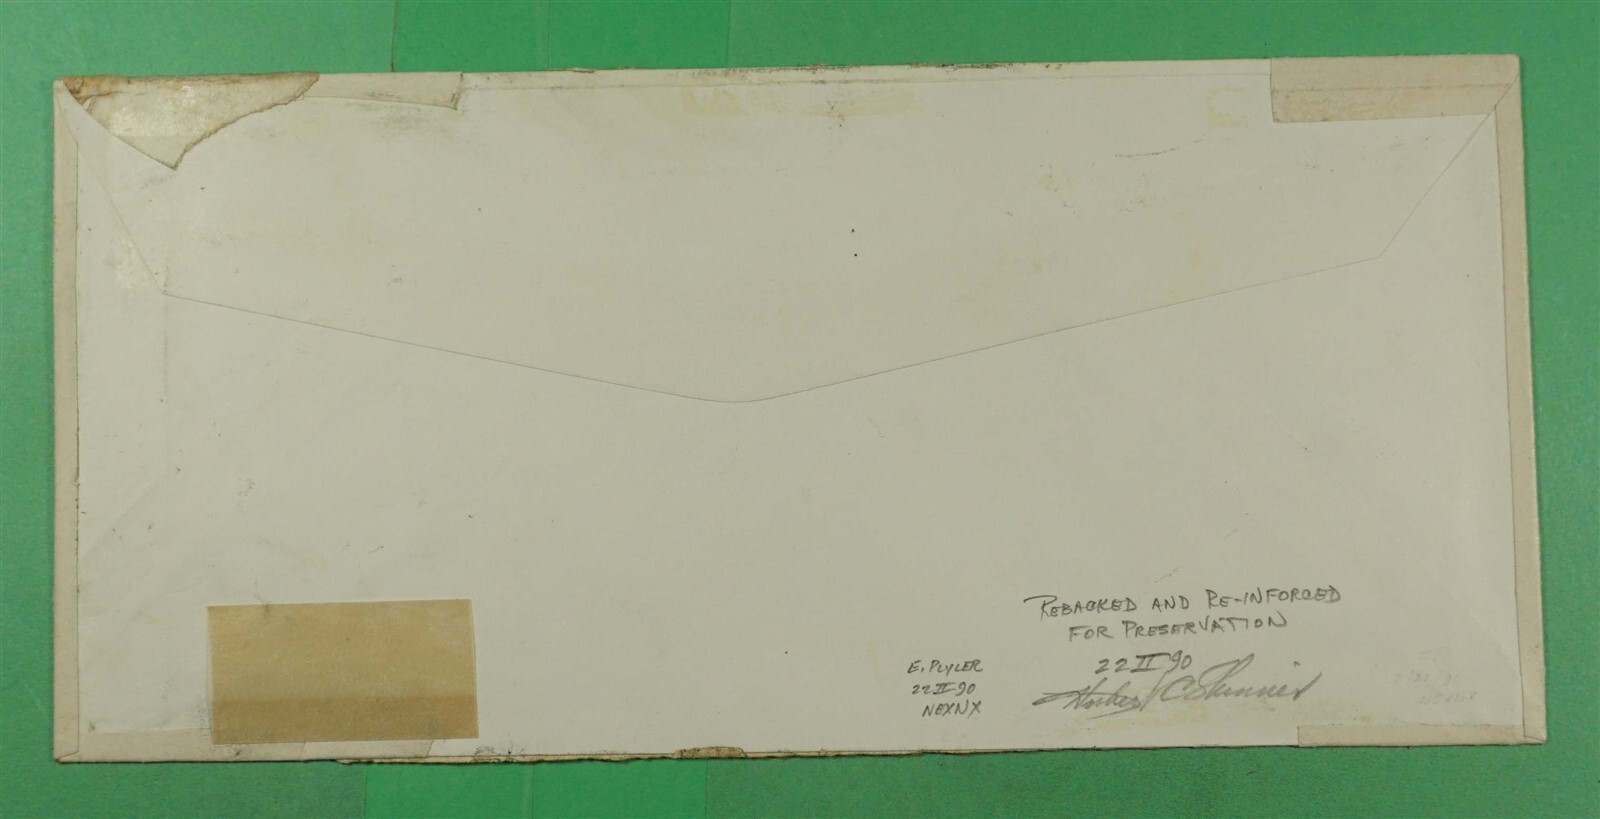 REBACKED AND RE-INFORCED
FOR PRESERVATION
22 II 90
E. PLYLER
22 II 90
NEXNX